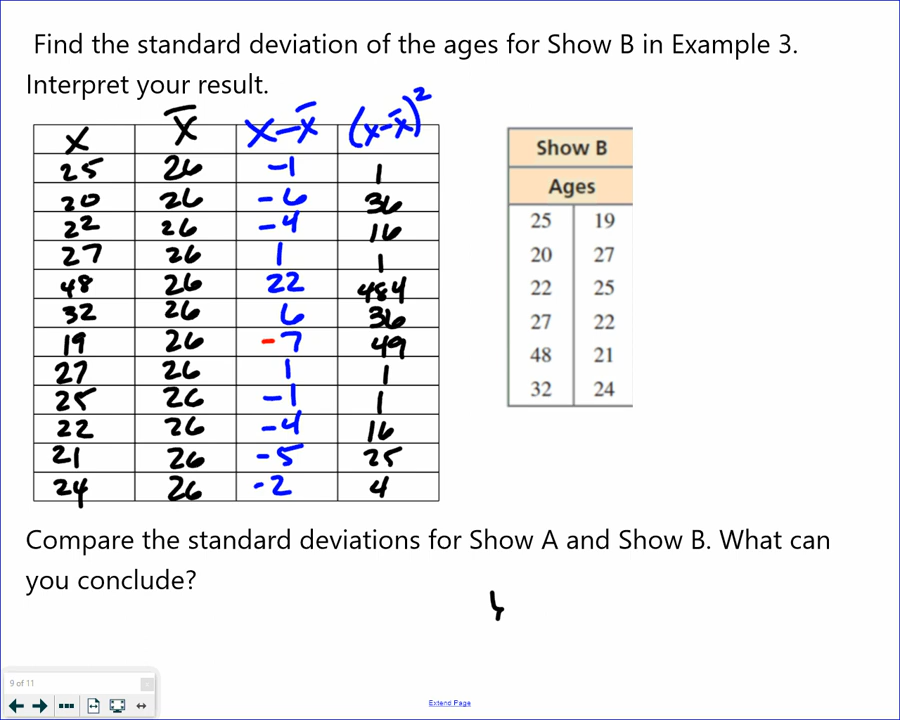 Find the standard deviation of the ages for Show B in Example 3.
Interpret your result.
x x̄ x-x̄ (x-x̄)²
25 26 -1 1
20 26 -6 36
22 26 -4 16
27 26 1 1
48 26 22 484
32 26 6 36
19 26 -7 49
27 26 1 1
25 26 -1 1
22 26 -4 16
21 26 -5 25
24 26 -2 4
Show B
Ages
25 19
20 27
22 25
27 22
48 21
32 24
Compare the standard deviations for Show A and Show B. What can
you conclude?
9 of 11
Extend Page